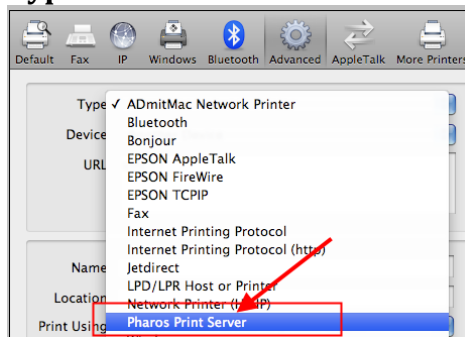 Default Fax IP Windows Bluetooth Advanced AppleTalk More Printers
Type ✓ ADmitMac Network Printer
Bluetooth
Device
Bonjour
EPSON AppleTalk
URL
EPSON FireWire
EPSON TCPIP
Fax
Internet Printing Protocol
Internet Printing Protocol (http)
Name
Jetdirect
LPD/LPR Host or Printer
Location
Network Printer
Print Using
Pharos Print Server